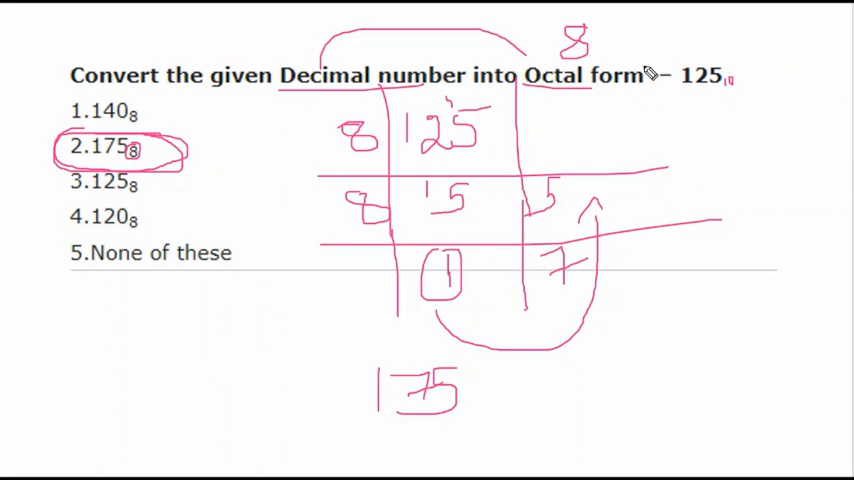 8
Convert the given Decimal number into Octal form – 125₁₀
1.140₈
8 125
2.175₈
3.125₈
8 15 5
4.120₈
5.None of these
1 7
175